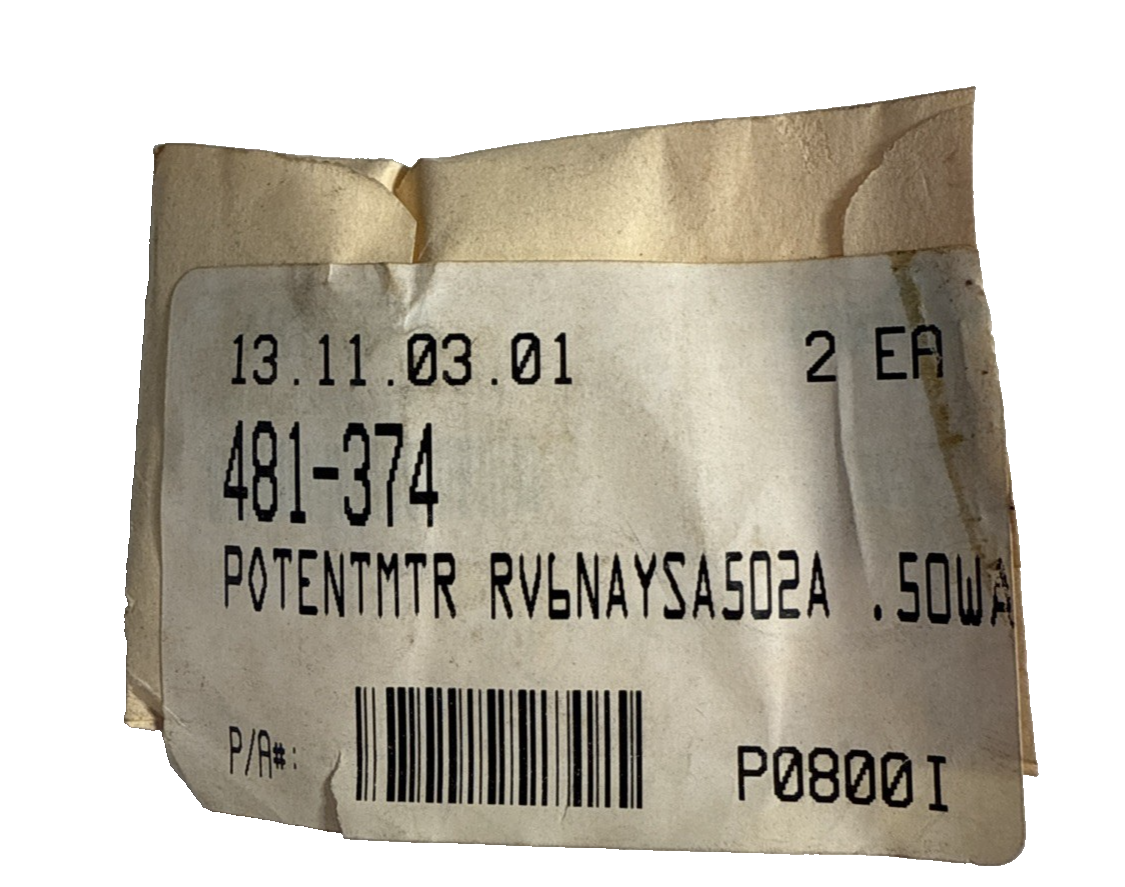 13.11.03.01 2 EA
481-374
POTENTMTR RV6NAYSA502A .50WA
P/A#: P0800I